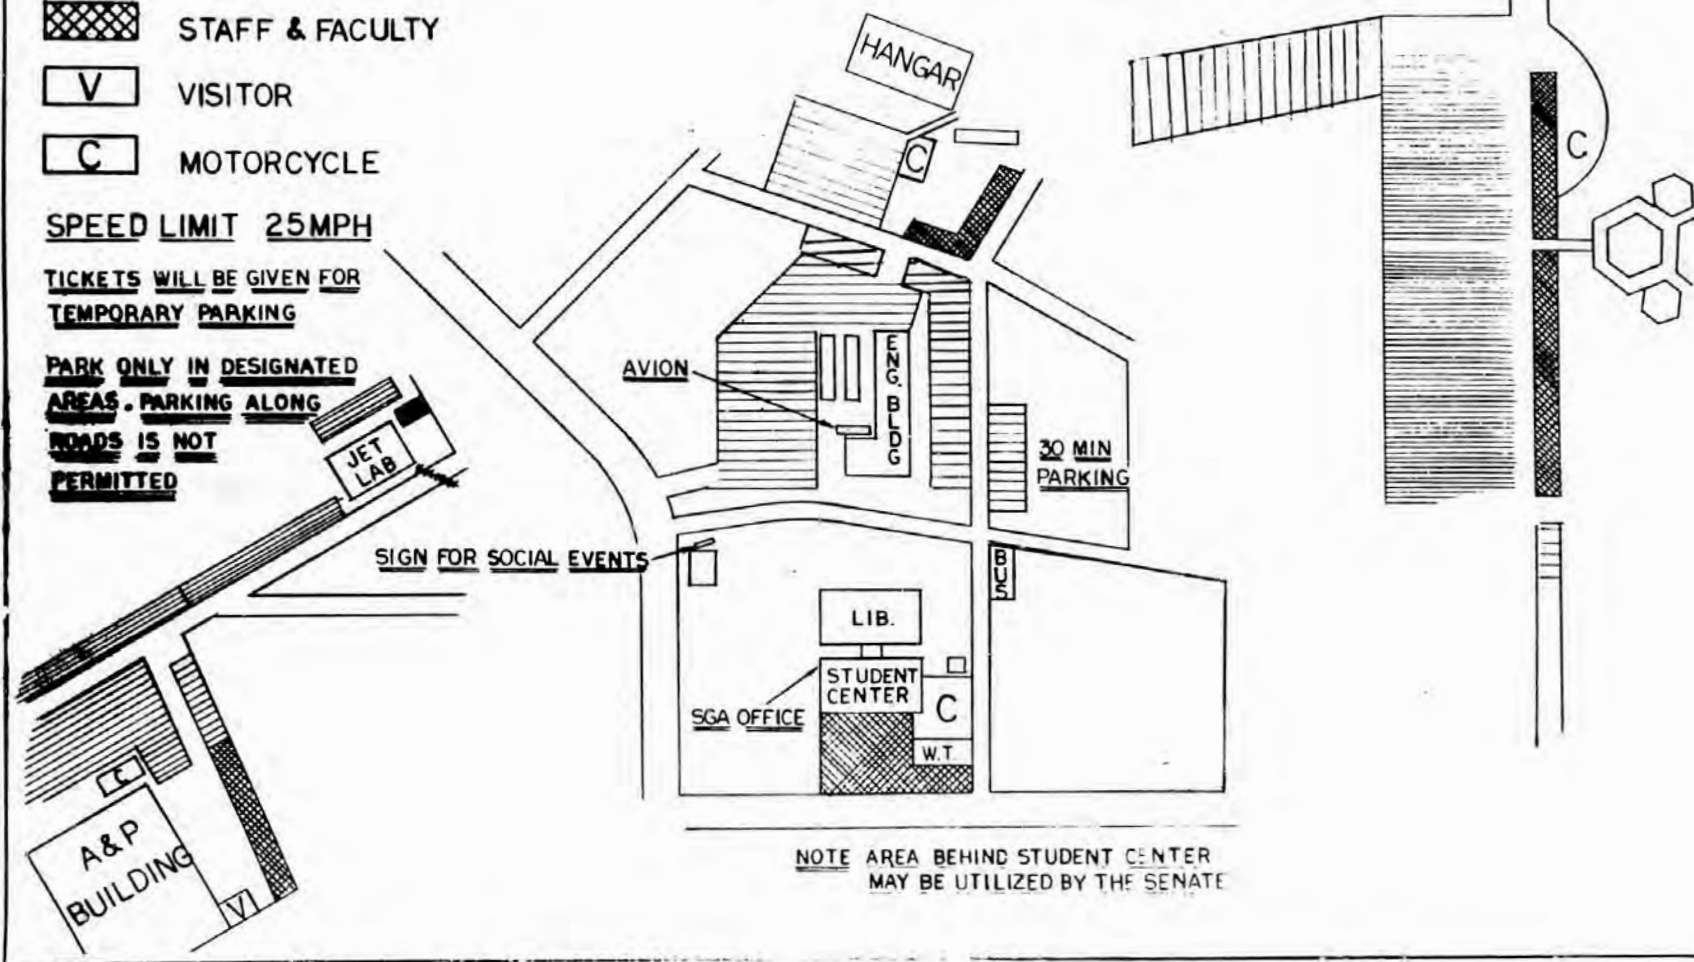 STAFF & FACULTY
V VISITOR
C MOTORCYCLE
SPEED LIMIT 25MPH
TICKETS WILL BE GIVEN FOR
TEMPORARY PARKING
PARK ONLY IN DESIGNATED
AREAS. PARKING ALONG
ROADS IS NOT
PERMITTED
HANGAR
C
C
AVION
ENG. BLDG
30 MIN
PARKING
JET
LAB
SIGN FOR SOCIAL EVENTS
BUS
LIB.
STUDENT
CENTER
SGA OFFICE
C
W.T.
C
A&P
BUILDING
V
NOTE AREA BEHIND STUDENT CENTER
MAY BE UTILIZED BY THE SENATE